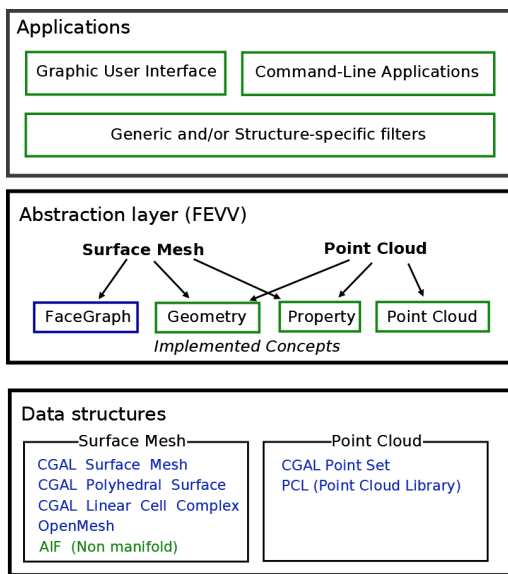 Applications
Graphic User Interface
Command-Line Applications
Generic and/or Structure-specific filters
Abstraction layer (FEVV)
Surface Mesh
Point Cloud
FaceGraph
Geometry
Property
Point Cloud
Implemented Concepts
Data structures
Surface Mesh
CGAL Surface Mesh
CGAL Polyhedral Surface
CGAL Linear Cell Complex
OpenMesh
AIF (Non manifold)
Point Cloud
CGAL Point Set
PCL (Point Cloud Library)